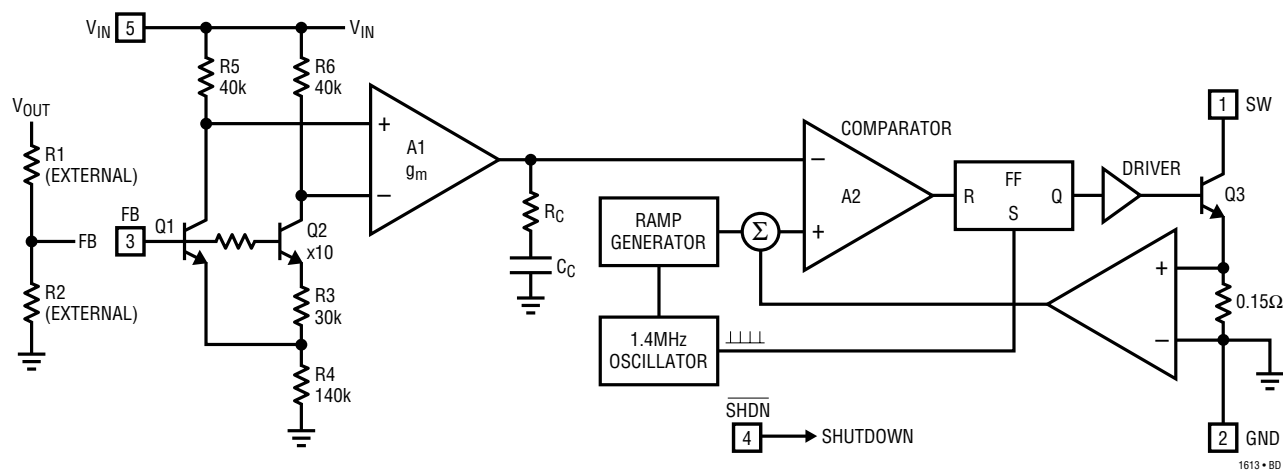 VIN 5 VIN
R5
40k
R6
40k
VOUT
R1
(EXTERNAL)
FB
R2
(EXTERNAL)
FB
3
Q1
Q2
x10
R3
30k
R4
140k
+
−
A1
gm
RC
CC
COMPARATOR
−
+
A2
RAMP
GENERATOR
Σ
1.4MHz
OSCILLATOR
FF
R Q
S
DRIVER
1 SW
Q3
+
−
0.15Ω
SHDN
4 SHUTDOWN
2 GND
1613 • BD